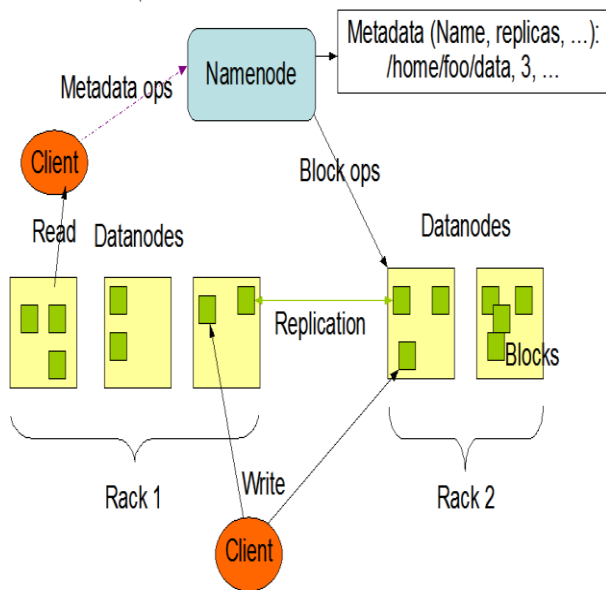 Metadata (Name, replicas, …):
/home/foo/data, 3, …
Namenode
Metadata ops
Client
Block ops
Read
Datanodes
Datanodes
Replication
Blocks
Rack 1
Write
Rack 2
Client